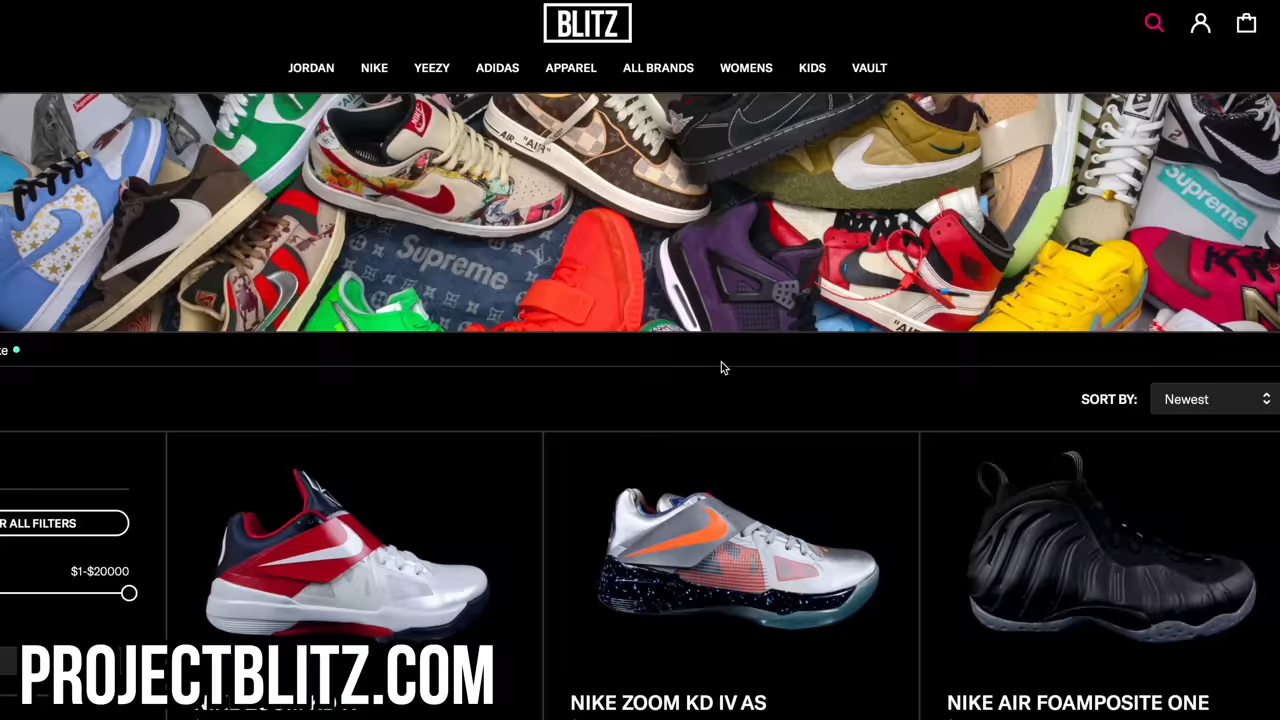 BLITZ
JORDAN NIKE YEEZY ADIDAS APPAREL ALL BRANDS WOMENS KIDS VAULT
Supreme
Supreme
"AIR"
SORT BY: Newest
R ALL FILTERS
$1-$20000
PROJECTBLITZ.COM
NIKE ZOOM KD IV AS
NIKE AIR FOAMPOSITE ONE